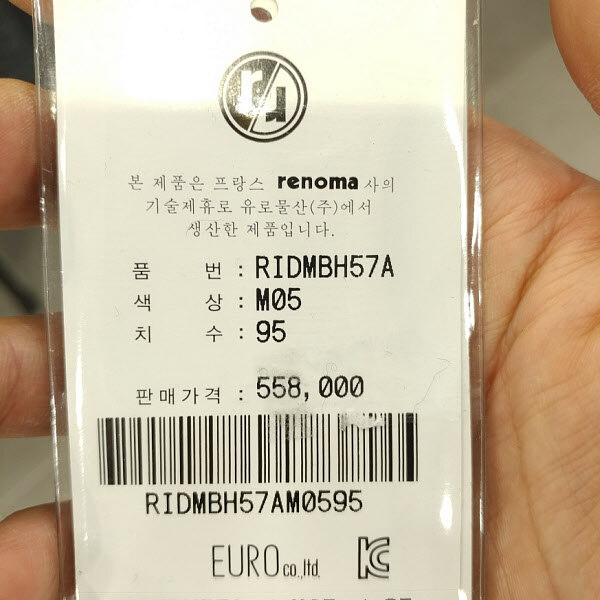 ru
본 제품은 프랑스 renoma 사의
기술제휴로 유로물산(주)에서
생산한 제품입니다.
품 번 : RIDMBH57A
색 상 : M05
치 수 : 95
판매가격 : 558,000
RIDMBH57AM0595
EURO co.,ltd. KC